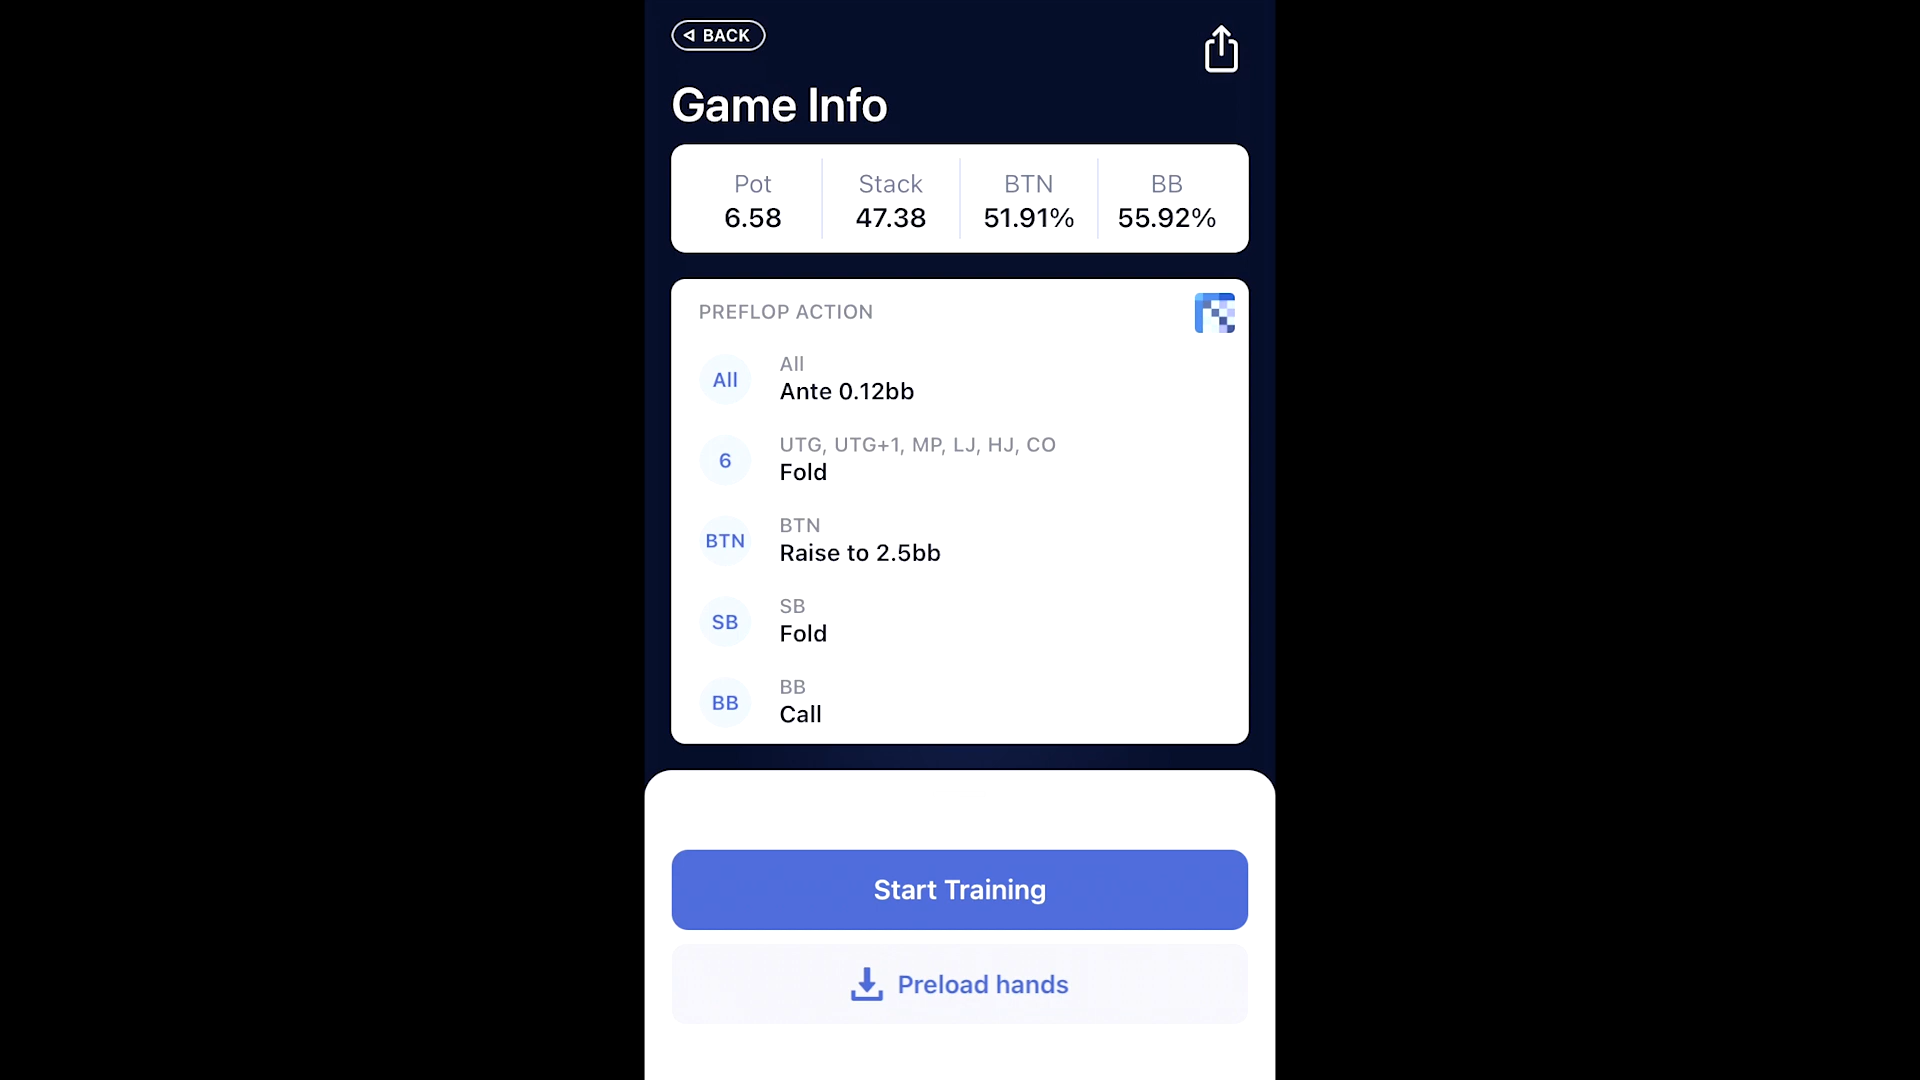 BACK
Game Info
Pot Stack BTN BB
6.58 47.38 51.91% 55.92%
PREFLOP ACTION
All
All
Ante 0.12bb
6
UTG, UTG+1, MP, LJ, HJ, CO
Fold
BTN
BTN
Raise to 2.5bb
SB
SB
Fold
BB
BB
Call
Start Training
Preload hands